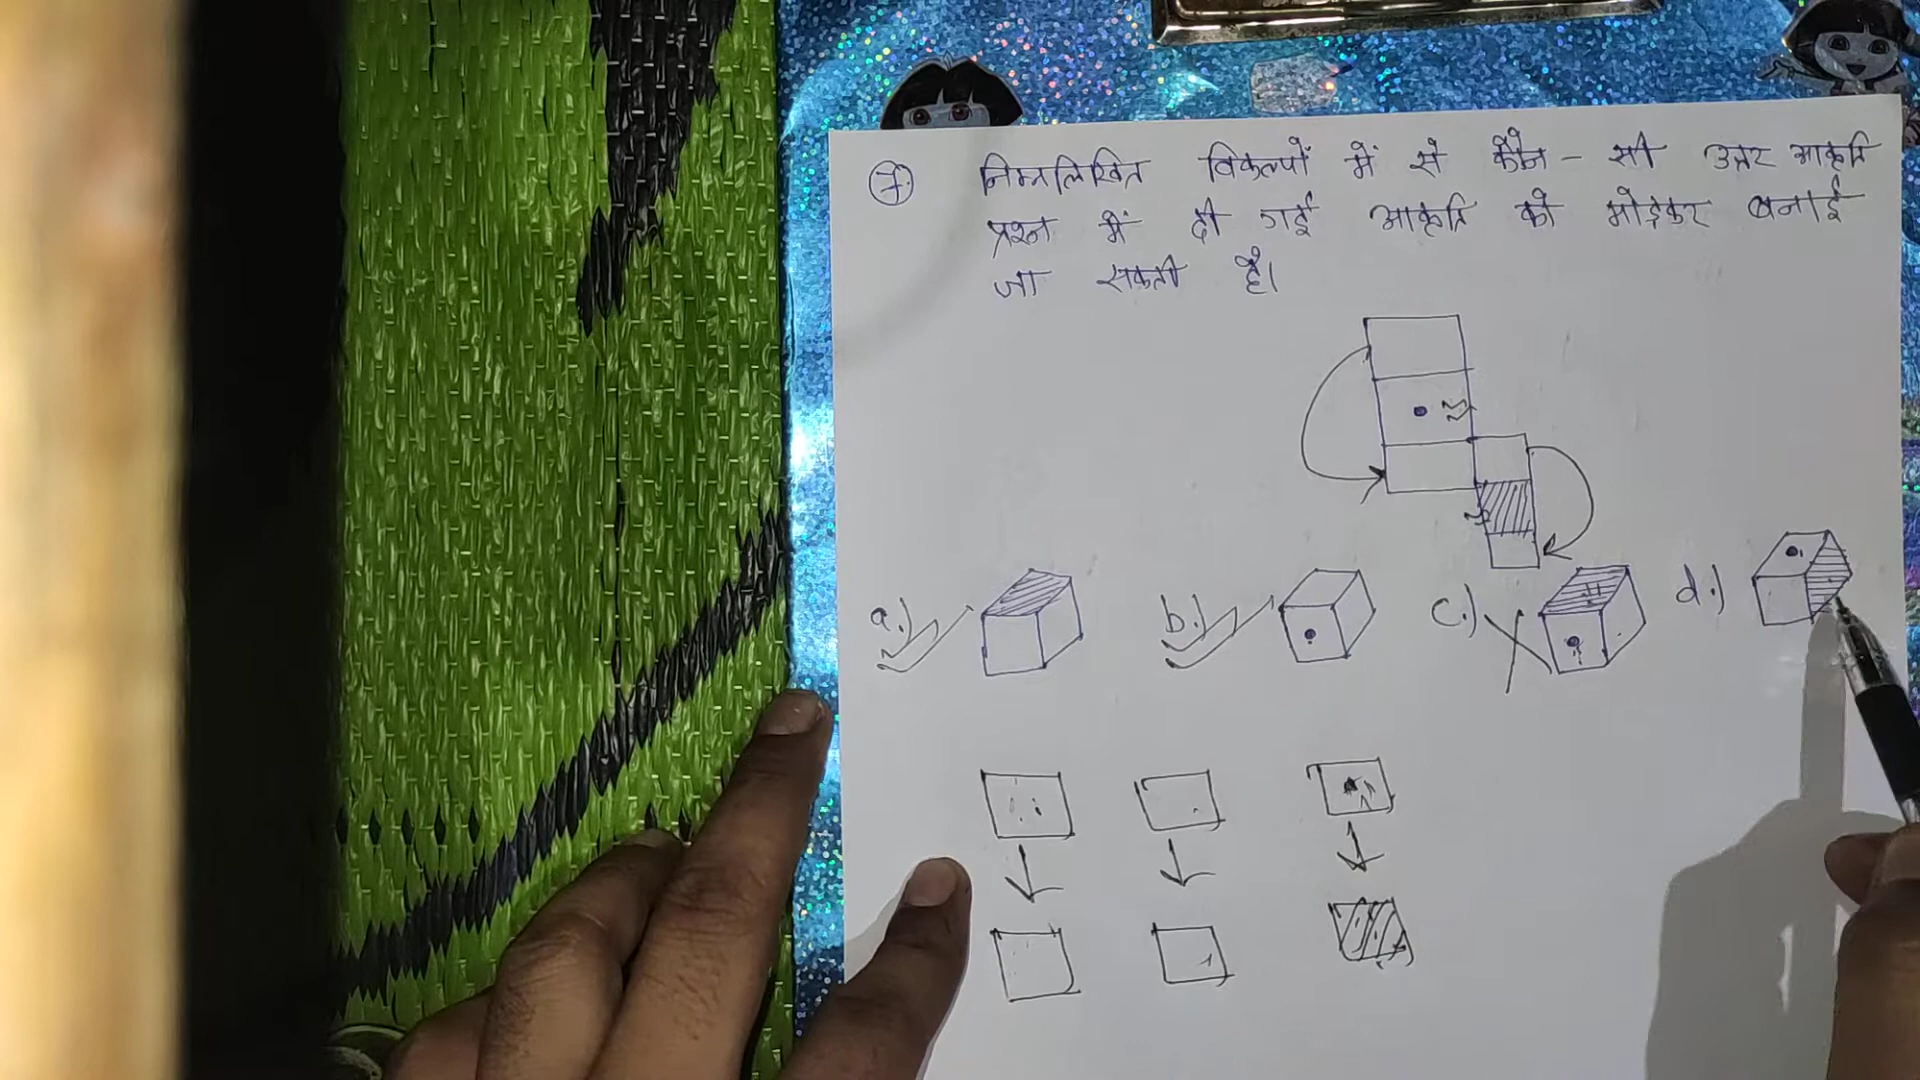 7. निम्नलिखित विकल्पों में से कौन - सी उत्तर आकृति
प्रश्न में दी गई आकृति को मोड़कर बनाई
जा सकती है।
a.) b.) c.) d.)